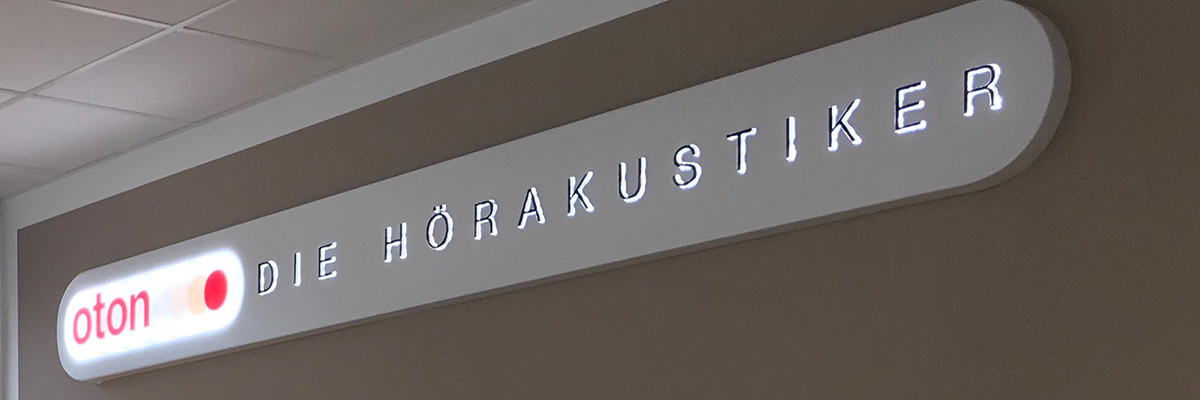 oton DIE HÖRAKUSTIKER